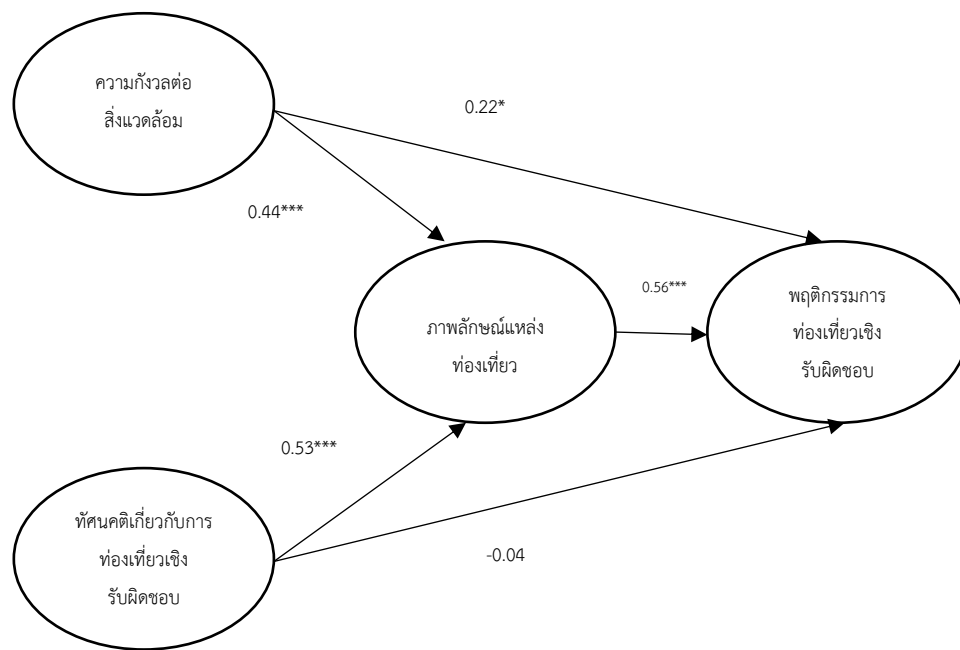 ความกังวลต่อ
สิ่งแวดล้อม
0.22*
0.44***
0.56***
พฤติกรรมการ
ท่องเที่ยวเชิง
รับผิดชอบ
ภาพลักษณ์แหล่ง
ท่องเที่ยว
0.53***
ทัศนคติเกี่ยวกับการ
ท่องเที่ยวเชิง
รับผิดชอบ
-0.04